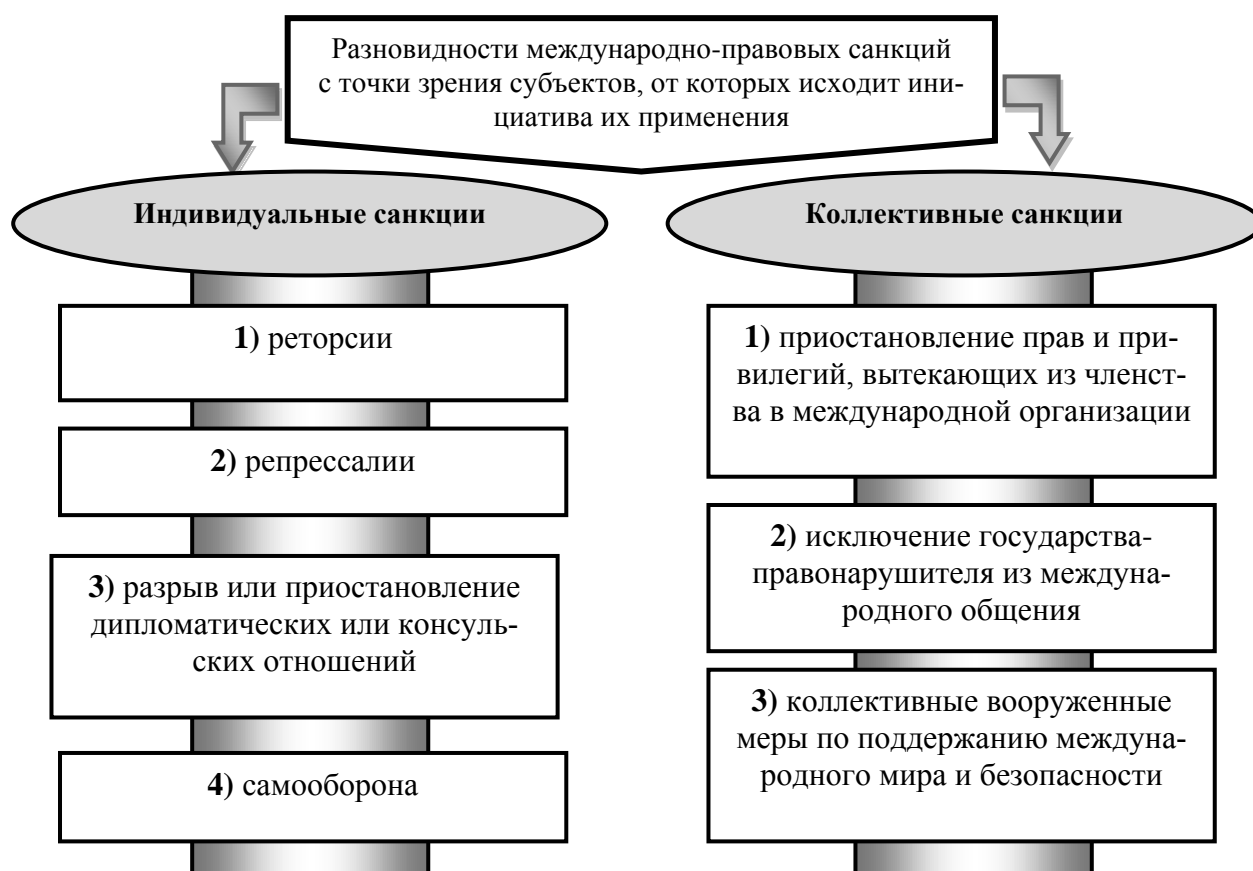 Разновидности международно-правовых санкций
с точки зрения субъектов, от которых исходит ини-
циатива их применения
Индивидуальные санкции
1) реторсии
2) репрессалии
3) разрыв или приостановление
дипломатических или консуль-
ских отношений
4) самооборона
Коллективные санкции
1) приостановление прав и при-
вилегий, вытекающих из членст-
ва в международной организации
2) исключение государства-
правонарушителя из междуна-
родного общения
3) коллективные вооруженные
меры по поддержанию междуна-
родного мира и безопасности